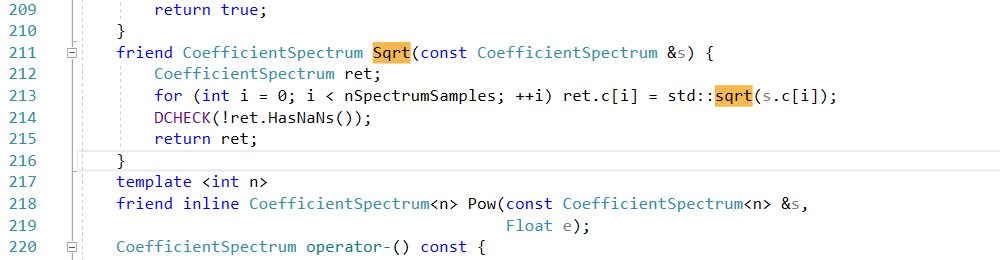 209 return true;
210 }
211 friend CoefficientSpectrum Sqrt(const CoefficientSpectrum &s) {
212 CoefficientSpectrum ret;
213 for (int i = 0; i < nSpectrumSamples; ++i) ret.c[i] = std::sqrt(s.c[i]);
214 DCHECK(!ret.HasNaNs());
215 return ret;
216 }
217 template <int n>
218 friend inline CoefficientSpectrum<n> Pow(const CoefficientSpectrum<n> &s,
219 Float e);
220 CoefficientSpectrum operator-() const {